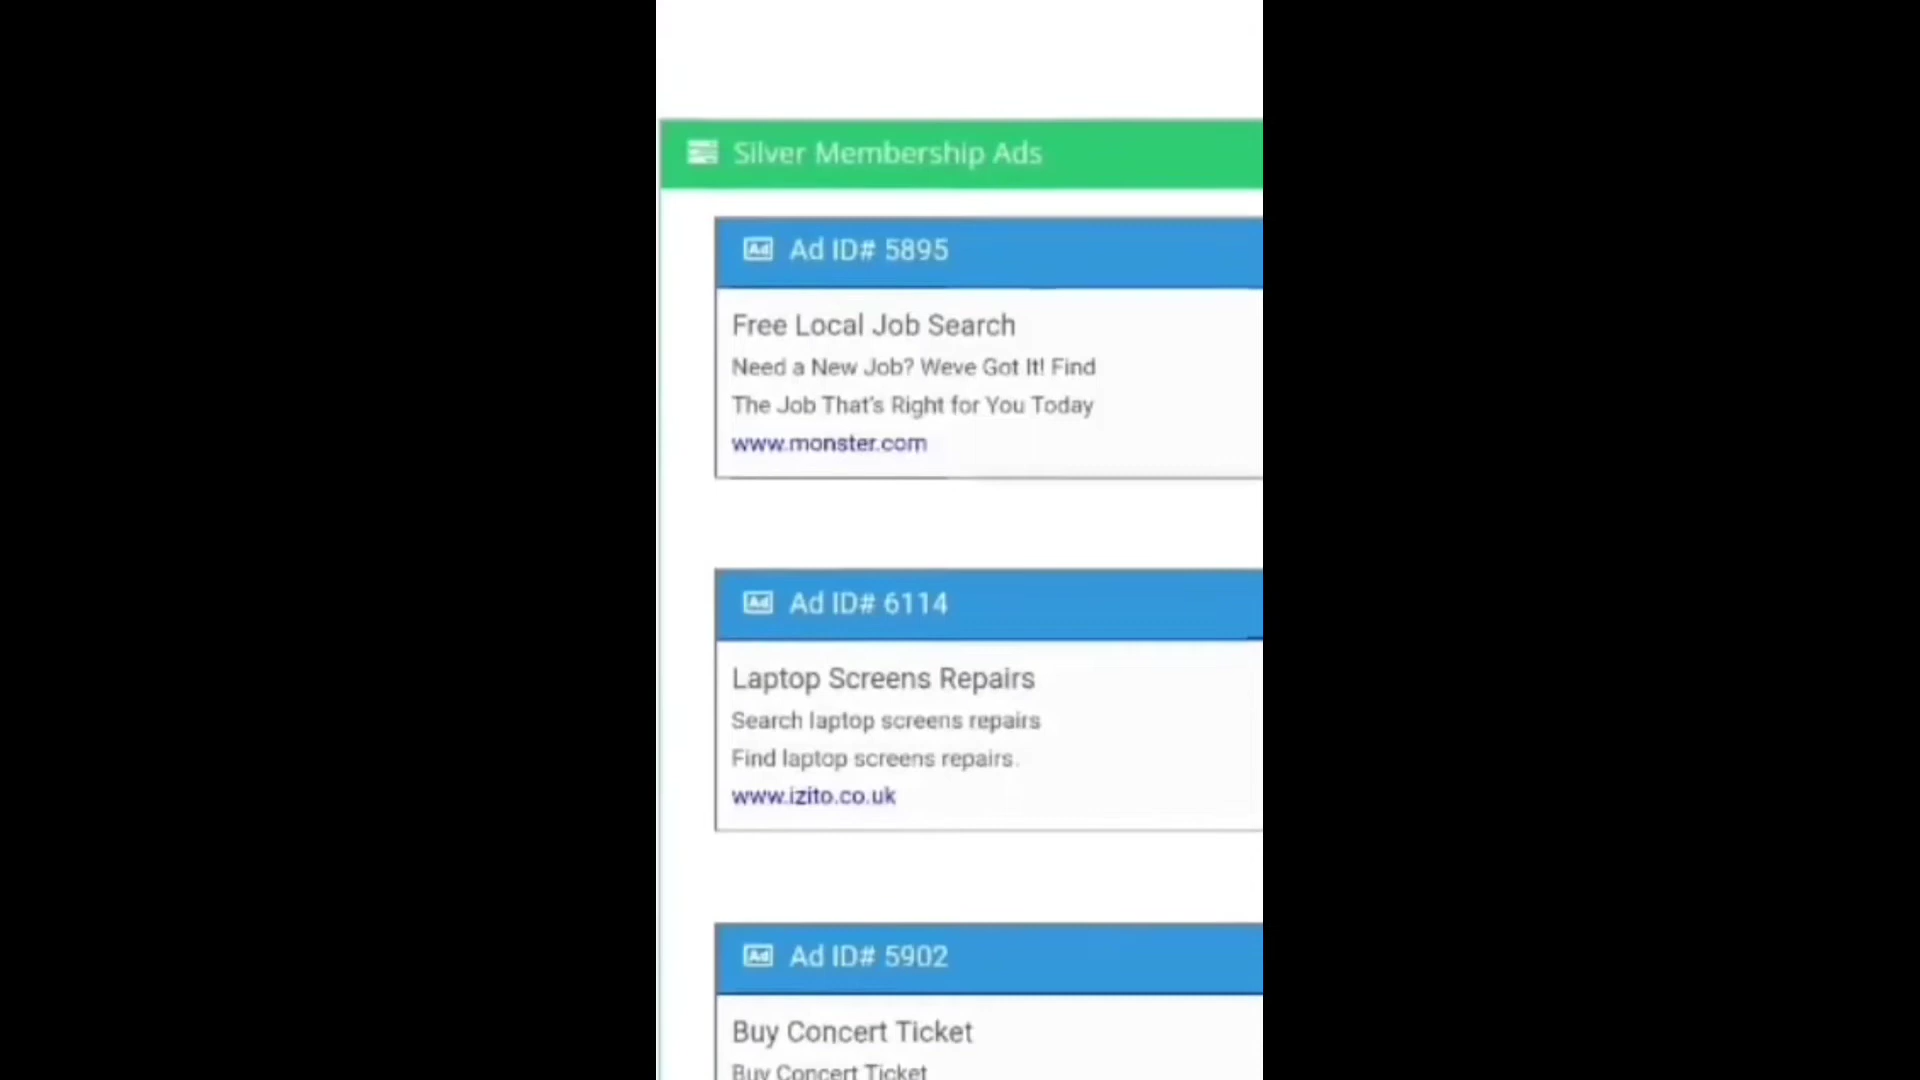 Silver Membership Ads
Ad ID# 5895
Free Local Job Search
Need a New Job? Weve Got It! Find
The Job That's Right for You Today
www.monster.com
Ad ID# 6114
Laptop Screens Repairs
Search laptop screens repairs
Find laptop screens repairs.
www.izito.co.uk
Ad ID# 5902
Buy Concert Ticket
Buy Concert Ticket